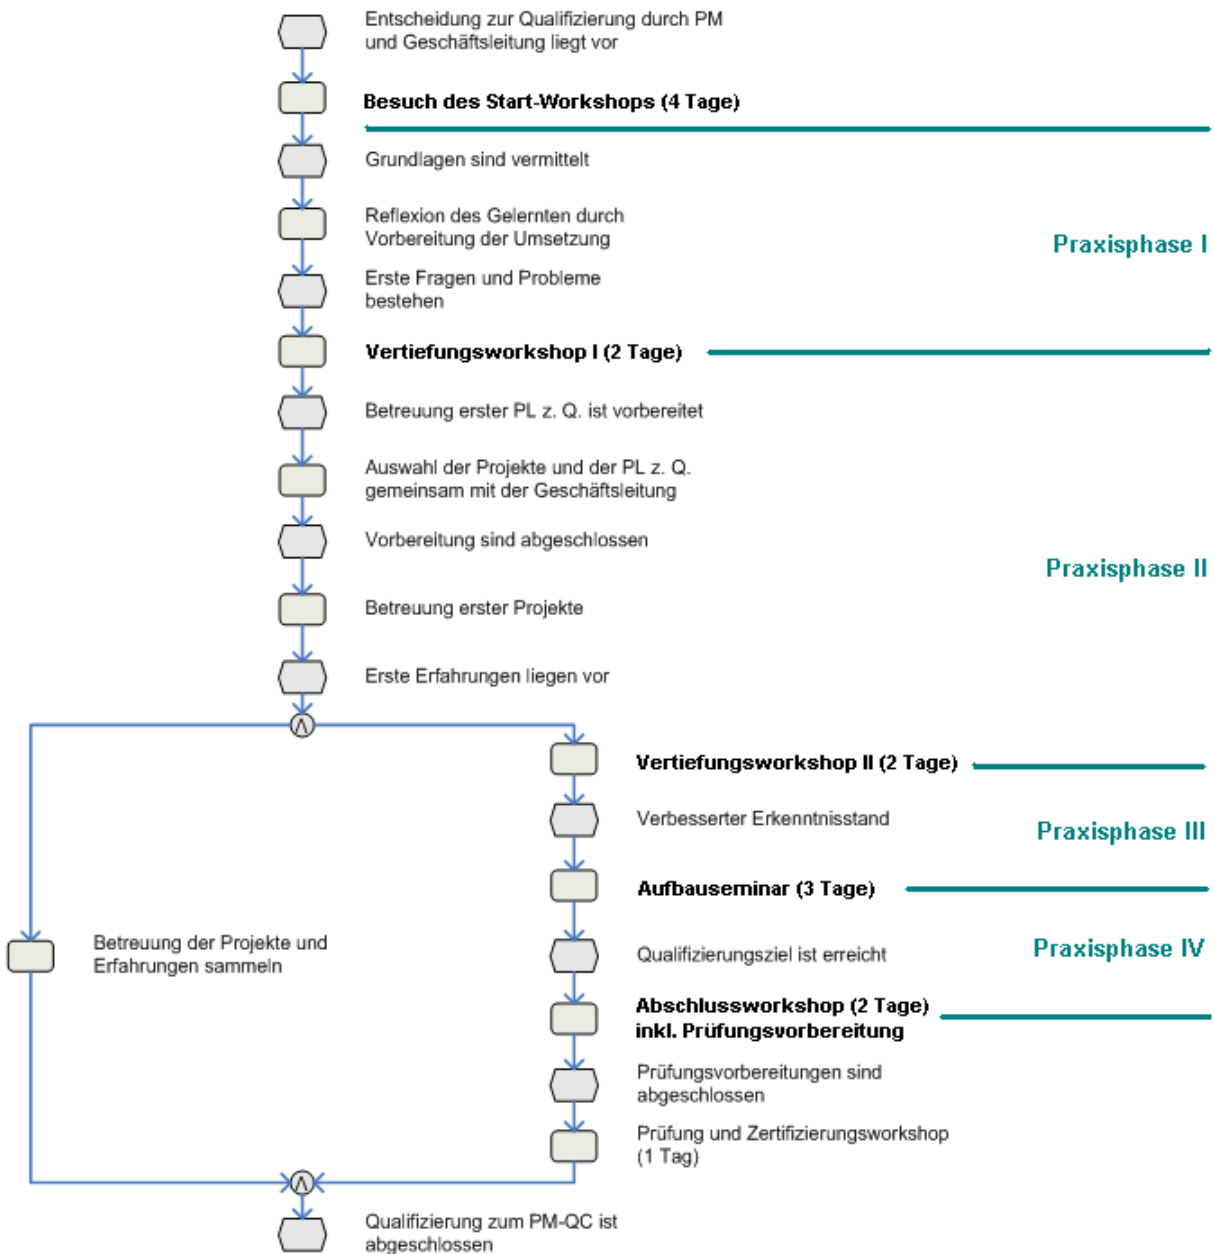 Entscheidung zur Qualifizierung durch PM
und Geschäftsleitung liegt vor
Besuch des Start-Workshops (4 Tage)
Grundlagen sind vermittelt
Reflexion des Gelernten durch
Vorbereitung der Umsetzung
Praxisphase I
Erste Fragen und Probleme
bestehen
Vertiefungsworkshop I (2 Tage)
Betreuung erster PL z. Q. ist vorbereitet
Auswahl der Projekte und der PL z. Q.
gemeinsam mit der Geschäftsleitung
Vorbereitung sind abgeschlossen
Praxisphase II
Betreuung erster Projekte
Erste Erfahrungen liegen vor
Λ
Vertiefungsworkshop II (2 Tage)
Verbesserter Erkenntnisstand
Praxisphase III
Aufbauseminar (3 Tage)
Betreuung der Projekte und
Erfahrungen sammeln
Qualifizierungsziel ist erreicht
Praxisphase IV
Abschlussworkshop (2 Tage)
inkl. Prüfungsvorbereitung
Prüfungsvorbereitungen sind
abgeschlossen
Prüfung und Zertifizierungsworkshop
(1 Tag)
Λ
Qualifizierung zum PM-QC ist
abgeschlossen